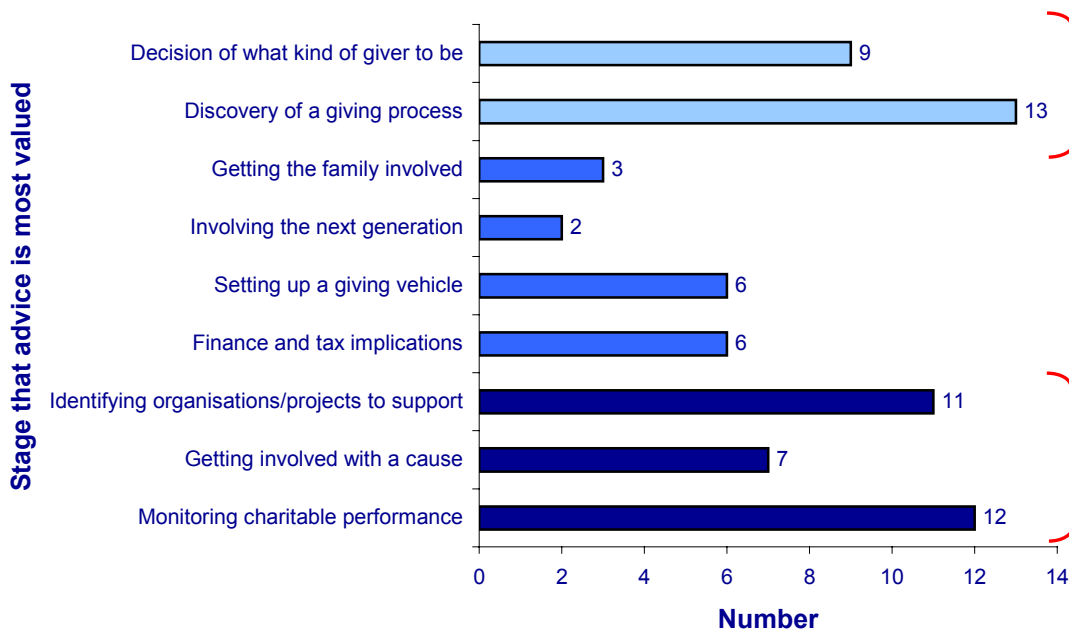 Stage that advice is most valued
Decision of what kind of giver to be 9
Discovery of a giving process 13
Getting the family involved 3
Involving the next generation 2
Setting up a giving vehicle 6
Finance and tax implications 6
Identifying organisations/projects to support 11
Getting involved with a cause 7
Monitoring charitable performance 12
0 2 4 6 8 10 12 14
Number